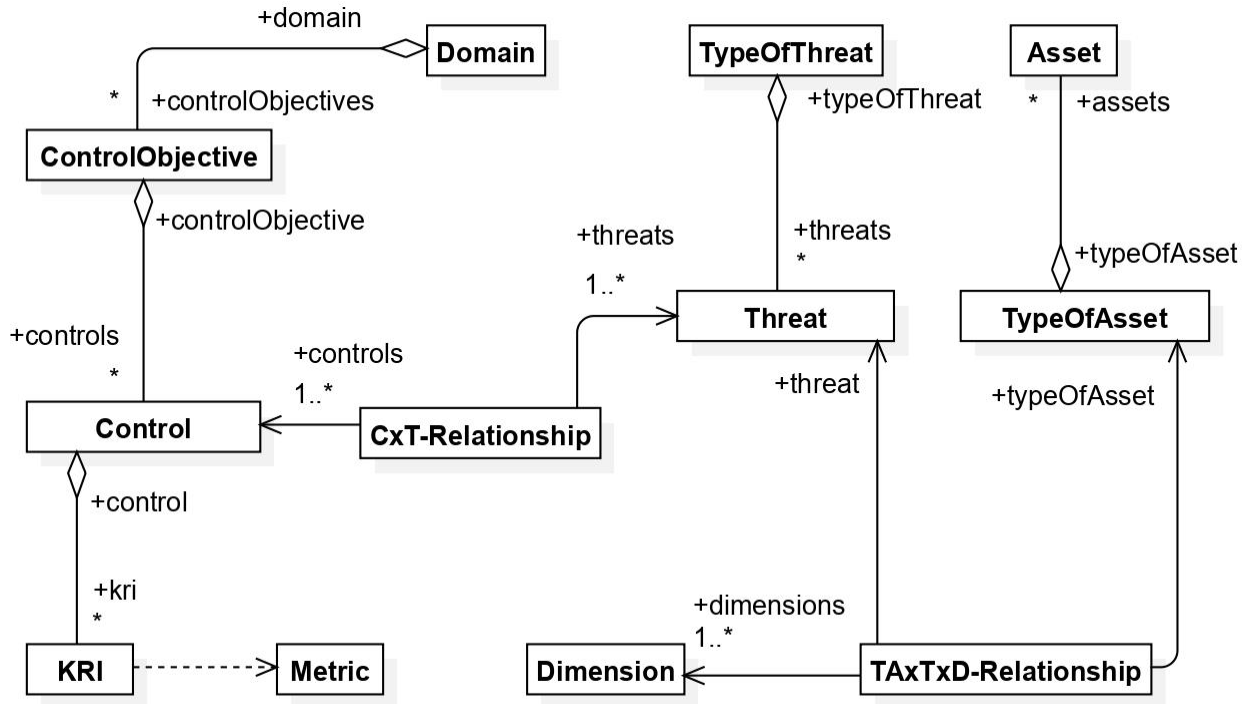 +domain
Domain
TypeOfThreat
Asset
* +controlObjectives
+typeOfThreat
* +assets
ControlObjective
+controlObjective
+threats
+threats
*
+typeOfAsset
1..*
Threat
TypeOfAsset
+controls
*
+controls
1..*
+threat
+typeOfAsset
Control
CxT-Relationship
+control
+kri
*
+dimensions
1..*
KRI
Metric
Dimension
TAxTxD-Relationship